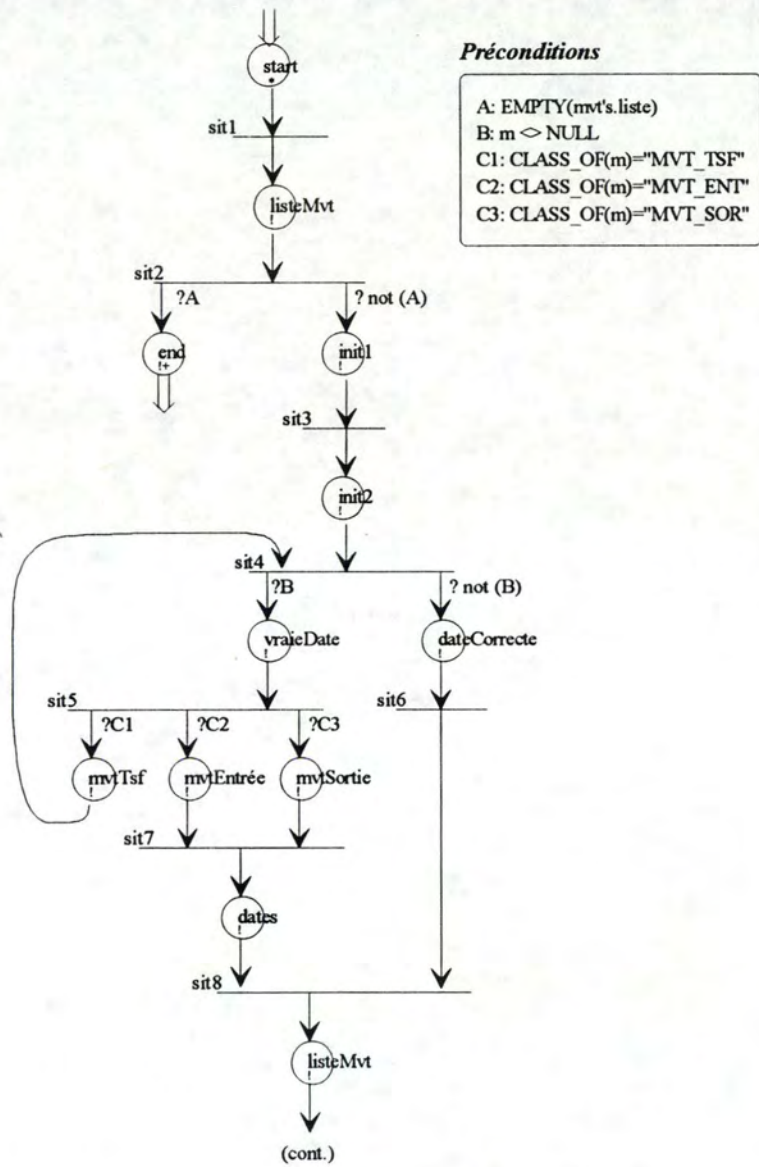 start
*
Préconditions
A: EMPTY(mvt's.liste)
B: m <> NULL
C1: CLASS_OF(m)="MVT_TSF"
C2: CLASS_OF(m)="MVT_ENT"
C3: CLASS_OF(m)="MVT_SOR"
sit1
listeMvt
!
sit2
?A ? not (A)
end init1
!+ !
sit3
init2
!
sit4
?B ? not (B)
vraieDate dateCorrecte
! !
sit5 sit6
?C1 ?C2 ?C3
mvtTsf mvtEntrée mvtSortie
! ! !
sit7
dates
!
sit8
listeMvt
!
(cont.)